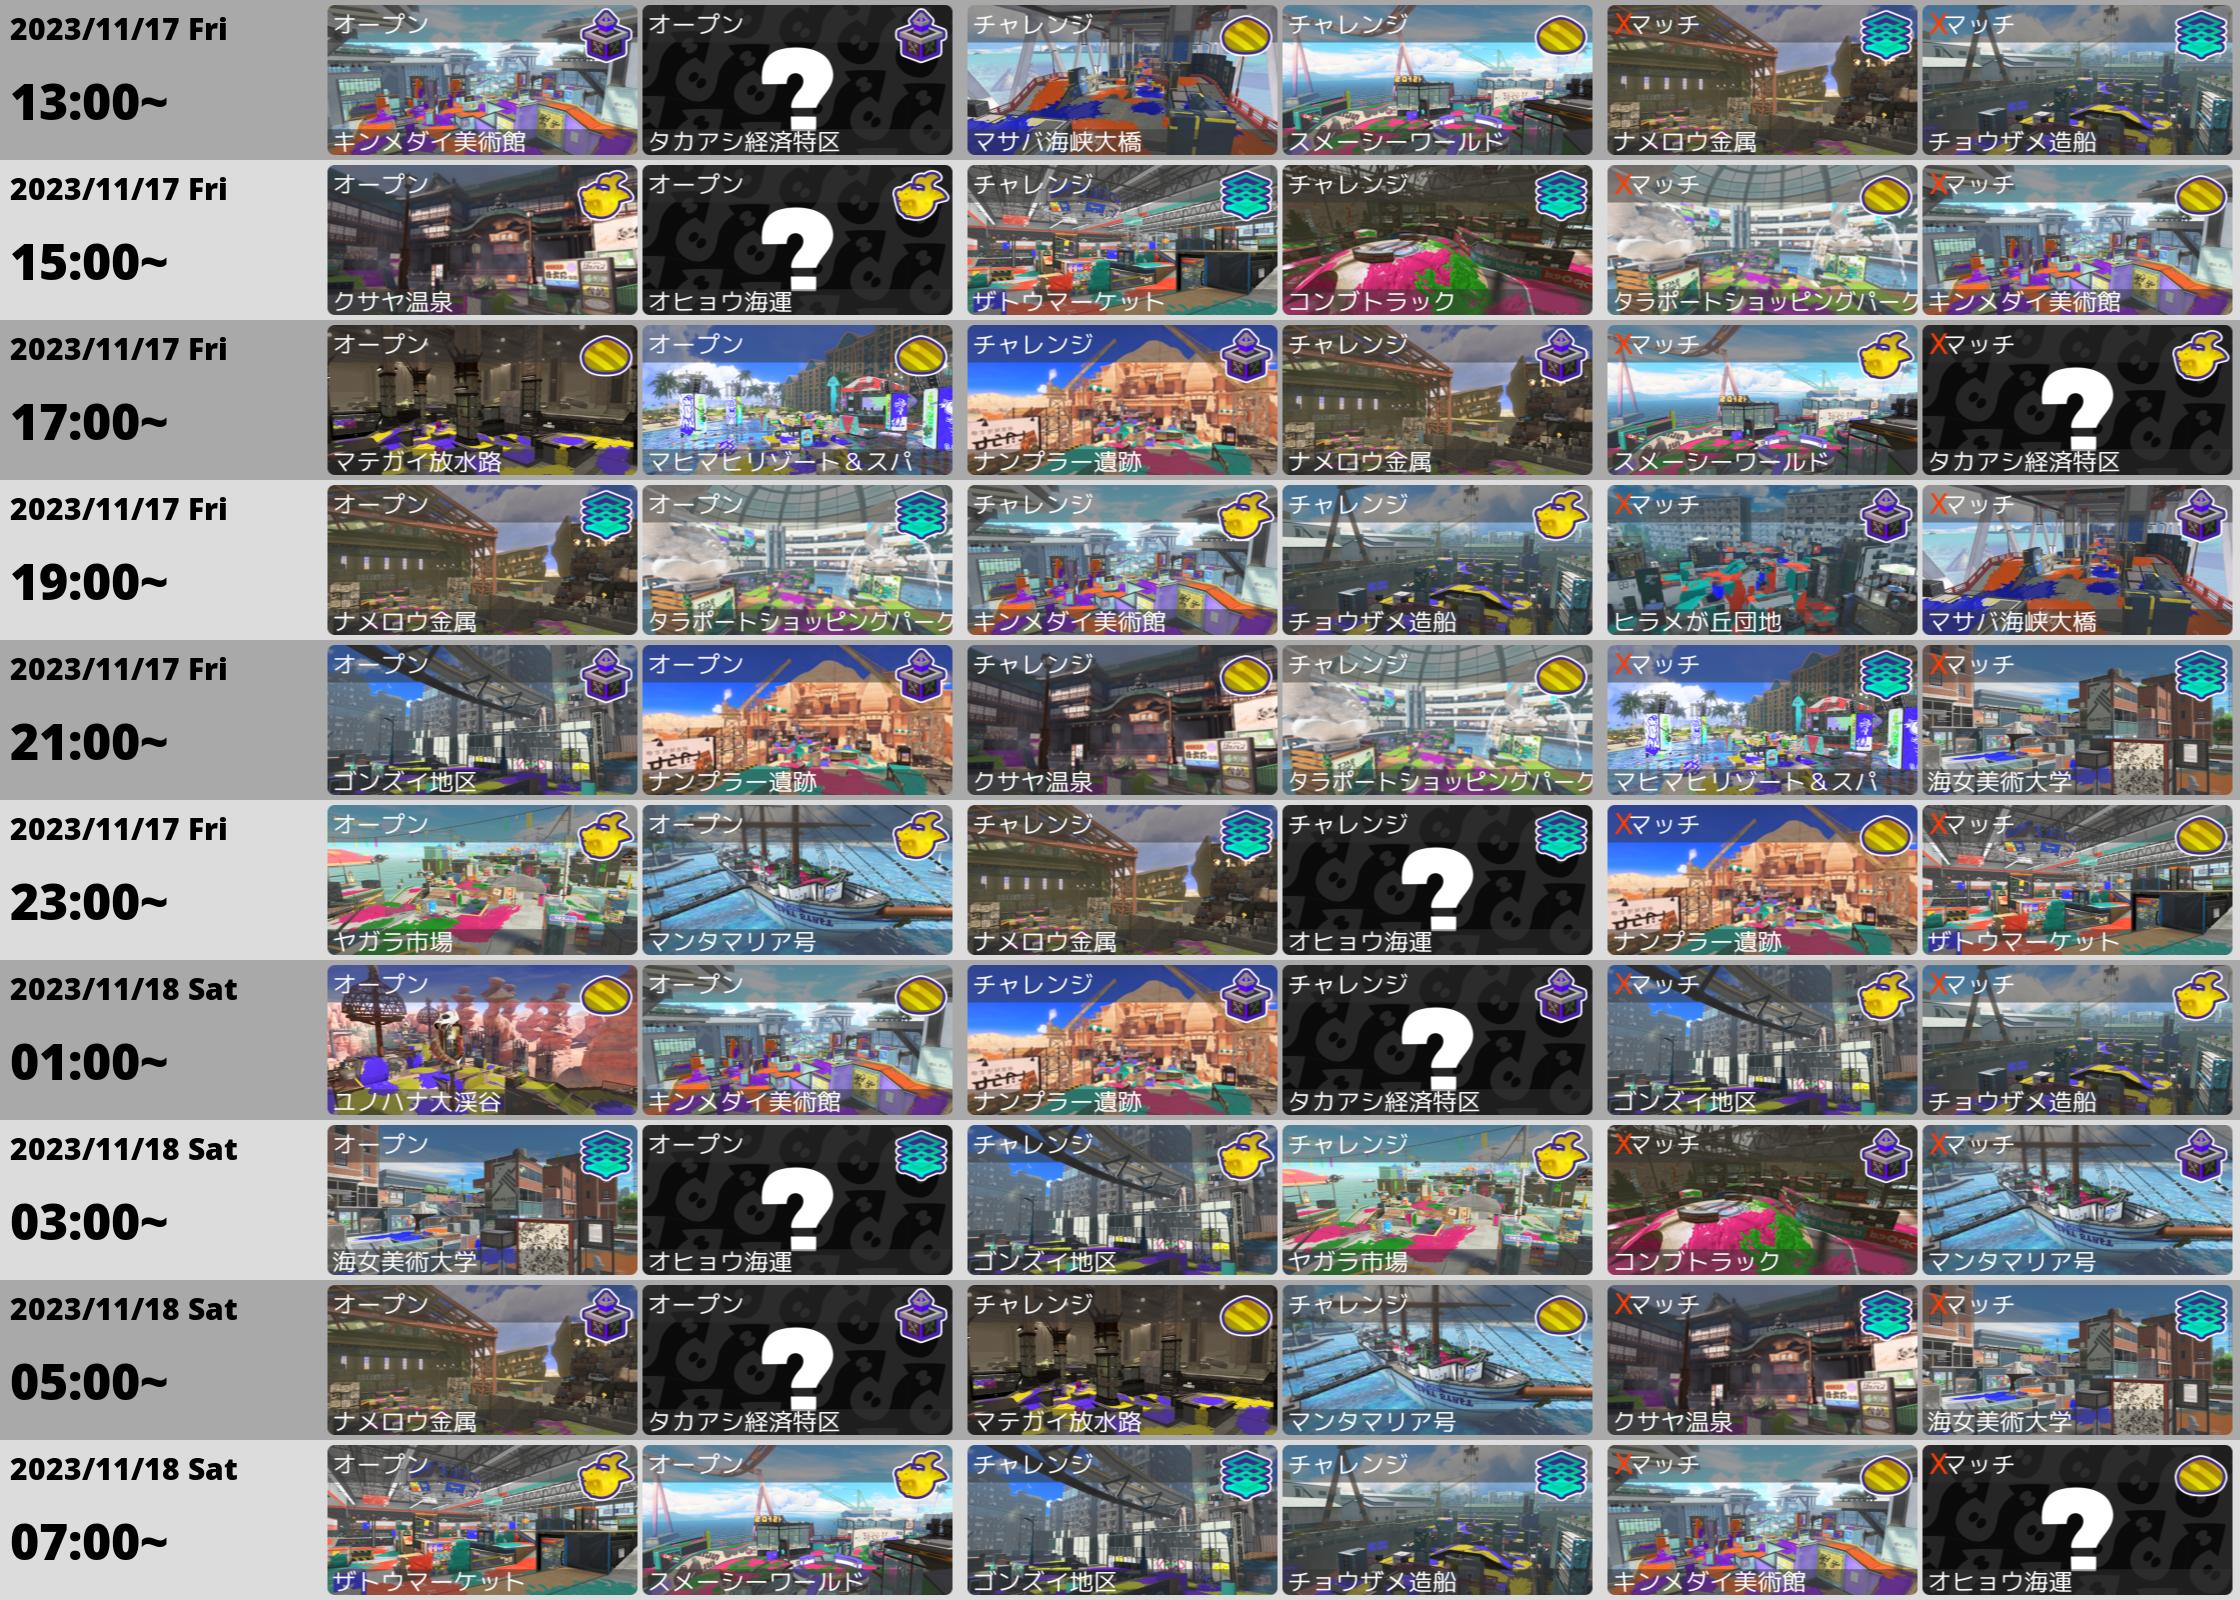 2023/11/17 Fri
13:00~
オープン
キンメダイ美術館
オープン
タカアシ経済特区
チャレンジ
マサバ海峡大橋
チャレンジ
スメーシーワールド
Xマッチ
ナメロウ金属
Xマッチ
チョウザメ造船
2023/11/17 Fri
15:00~
オープン
クサヤ温泉
オープン
オヒョウ海運
チャレンジ
ザトウマーケット
チャレンジ
コンブトラック
Xマッチ
タラポートショッピングパーク
Xマッチ
キンメダイ美術館
2023/11/17 Fri
17:00~
オープン
マテガイ放水路
オープン
マヒマヒリゾート＆スパ
チャレンジ
ナンプラー遺跡
チャレンジ
ナメロウ金属
Xマッチ
スメーシーワールド
Xマッチ
タカアシ経済特区
2023/11/17 Fri
19:00~
オープン
ナメロウ金属
オープン
タラポートショッピングパーク
チャレンジ
キンメダイ美術館
チャレンジ
チョウザメ造船
Xマッチ
ヒラメが丘団地
Xマッチ
マサバ海峡大橋
2023/11/17 Fri
21:00~
オープン
ゴンズイ地区
オープン
ナンプラー遺跡
チャレンジ
クサヤ温泉
チャレンジ
タラポートショッピングパーク
Xマッチ
マヒマヒリゾート＆スパ
Xマッチ
海女美術大学
2023/11/17 Fri
23:00~
オープン
ヤガラ市場
オープン
マンタマリア号
チャレンジ
ナメロウ金属
チャレンジ
オヒョウ海運
Xマッチ
ナンプラー遺跡
Xマッチ
ザトウマーケット
2023/11/18 Sat
01:00~
オープン
ユノハナ大渓谷
オープン
キンメダイ美術館
チャレンジ
ナンプラー遺跡
チャレンジ
タカアシ経済特区
Xマッチ
ゴンズイ地区
Xマッチ
チョウザメ造船
2023/11/18 Sat
03:00~
オープン
海女美術大学
オープン
オヒョウ海運
チャレンジ
ゴンズイ地区
チャレンジ
ヤガラ市場
Xマッチ
コンブトラック
Xマッチ
マンタマリア号
2023/11/18 Sat
05:00~
オープン
ナメロウ金属
オープン
タカアシ経済特区
チャレンジ
マテガイ放水路
チャレンジ
マンタマリア号
Xマッチ
クサヤ温泉
Xマッチ
海女美術大学
2023/11/18 Sat
07:00~
オープン
ザトウマーケット
オープン
スメーシーワールド
チャレンジ
ゴンズイ地区
チャレンジ
チョウザメ造船
Xマッチ
キンメダイ美術館
Xマッチ
オヒョウ海運